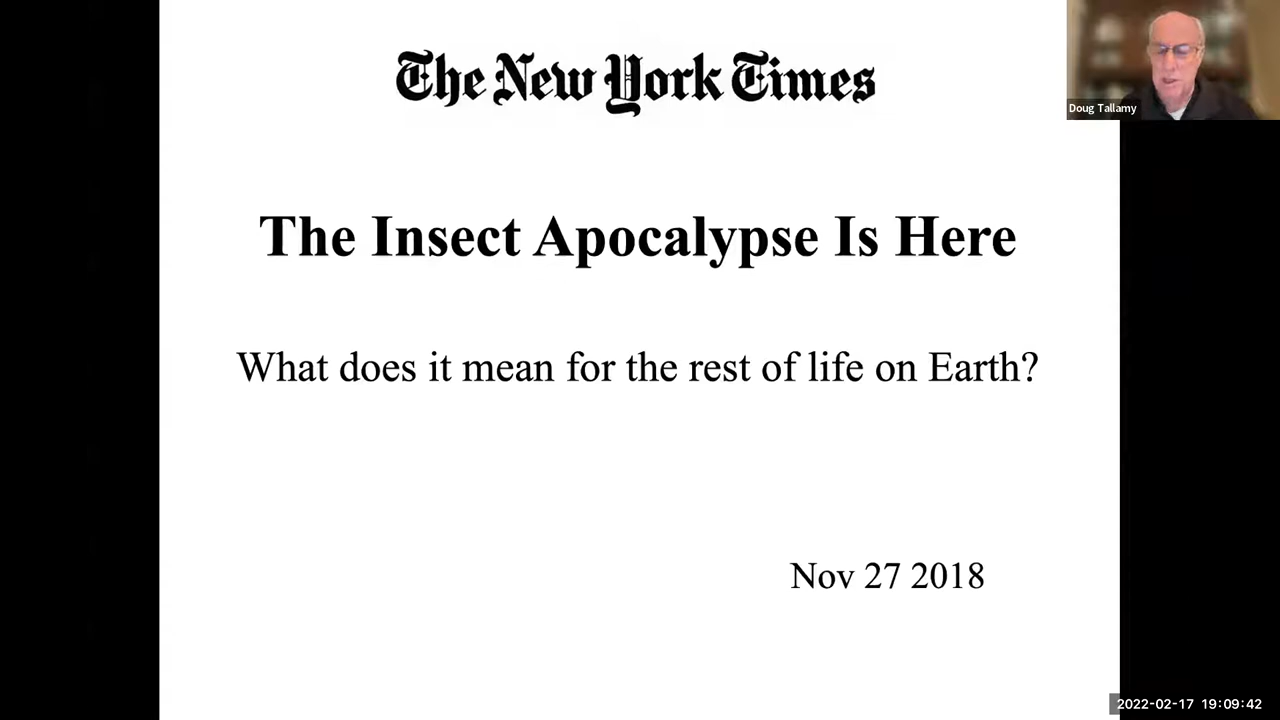 The New York Times
Doug Tallamy
The Insect Apocalypse Is Here
What does it mean for the rest of life on Earth?
Nov 27 2018
2022-02-17 19:09:42